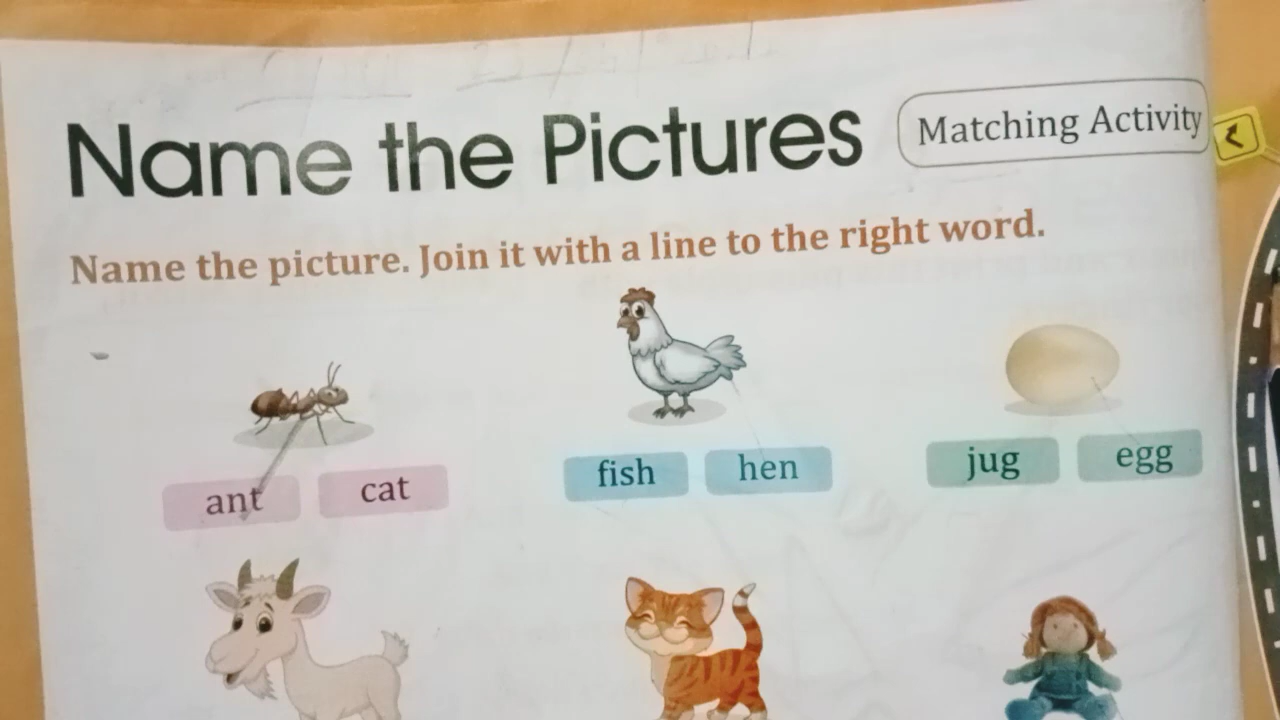 Name the Pictures
Matching Activity
Name the picture. Join it with a line to the right word.
ant cat fish hen jug egg